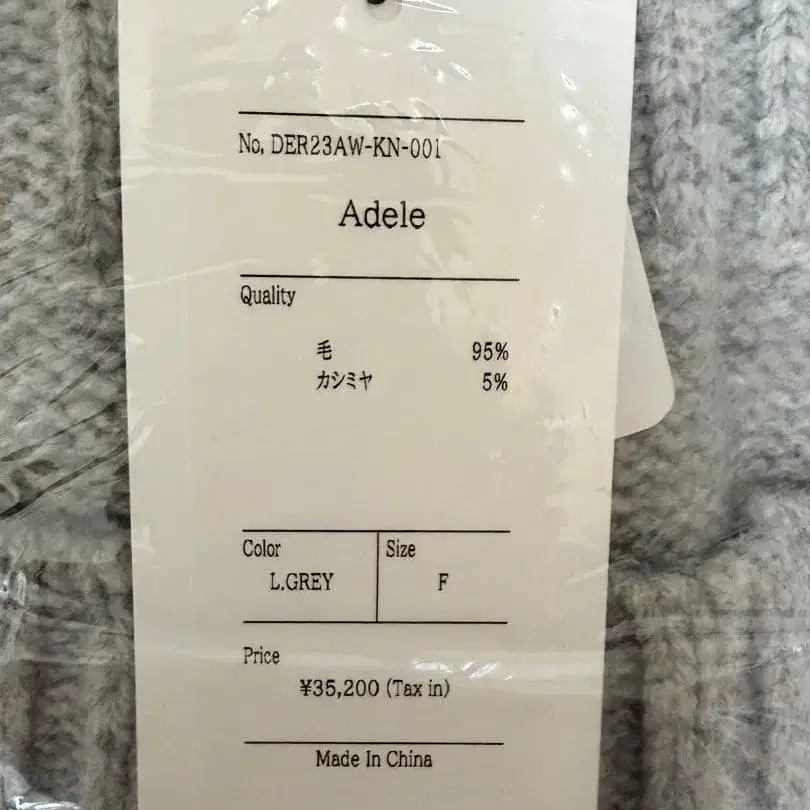 No. DER23AW-KN-001
Adele
Quality
毛 95%
カシミヤ 5%
Color Size
L.GREY F
Price
¥35,200 (Tax in)
Made In China